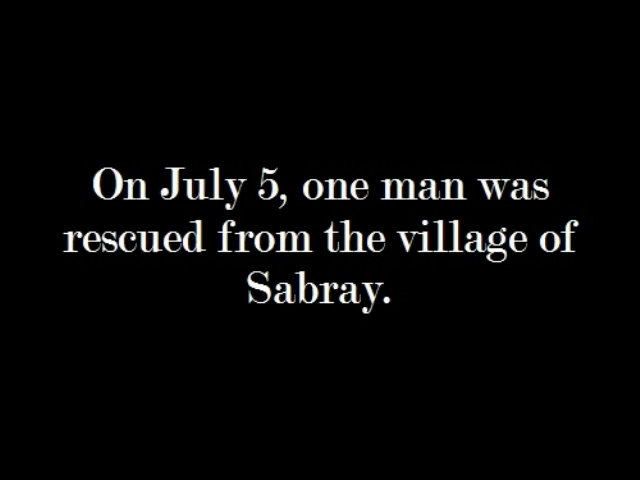 On July 5, one man was
rescued from the village of
Sabray.